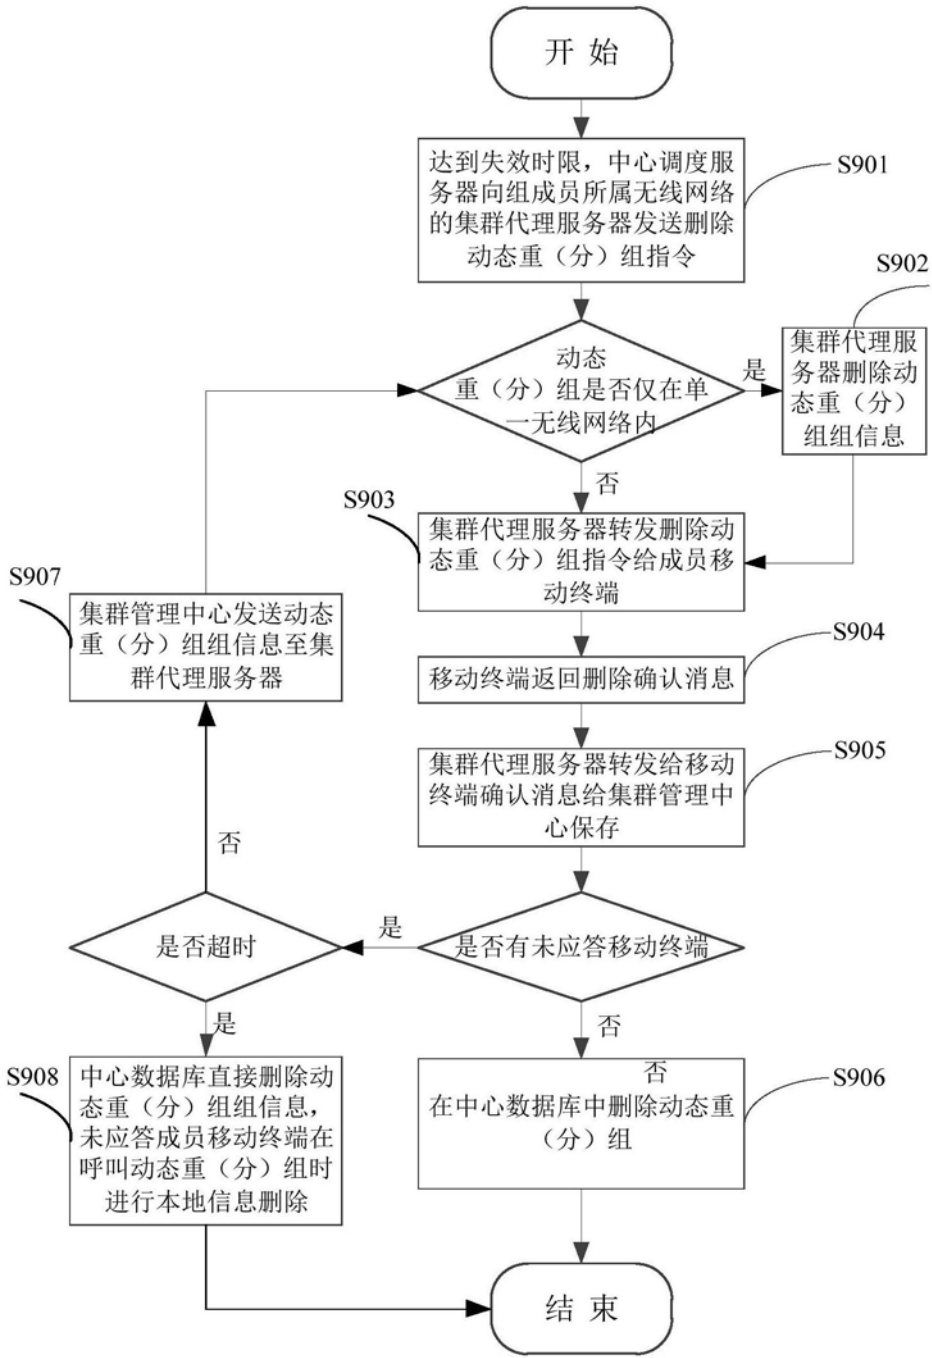 开 始
达到失效时限，中心调度服
务器向组成员所属无线网络
的集群代理服务器发送删除
动态重（分）组指令
S901
S902
动态
重（分）组是否仅在单
一无线网络内
是
集群代理服
务器删除动
态重（分）
组组信息
否
S903
集群代理服务器转发删除动
态重（分）组指令给成员移
动终端
S907
集群管理中心发送动态
重（分）组组信息至集
群代理服务器
S904
移动终端返回删除确认消息
S905
集群代理服务器转发给移动
终端确认消息给集群管理中
心保存
否
是否超时
是
是否有未应答移动终端
是
否
S908
中心数据库直接删除动
态重（分）组组信息，
未应答成员移动终端在
呼叫动态重（分）组时
进行本地信息删除
否
在中心数据库中删除动态重
（分）组
S906
结 束